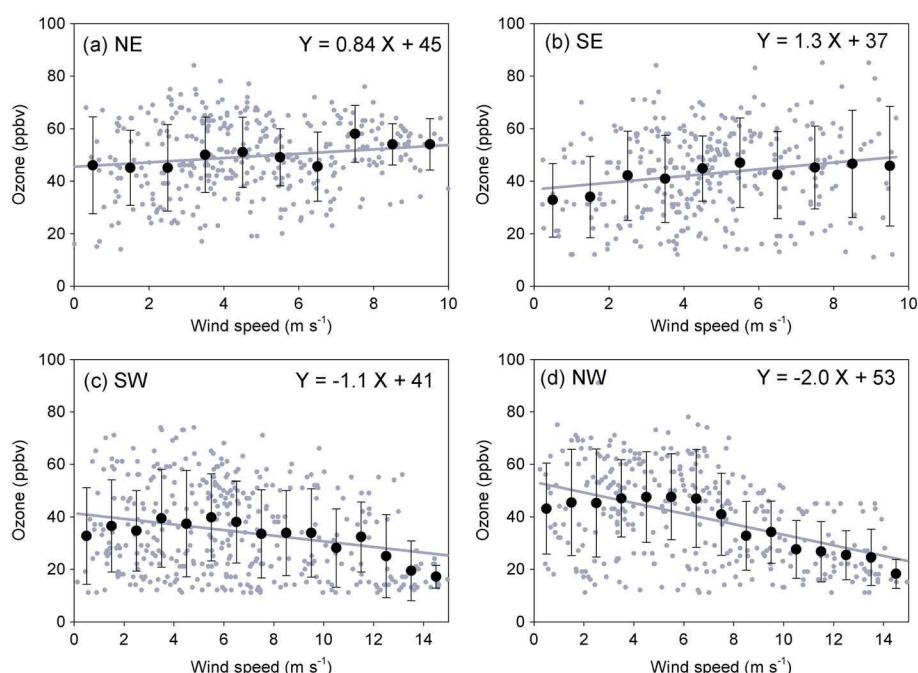 (a) NE
Y = 0.84 X + 45
Ozone (ppbv)
100
80
60
40
20
0
0 2 4 6 8 10
Wind speed (m s⁻¹)
(b) SE
Y = 1.3 X + 37
Ozone (ppbv)
100
80
60
40
20
0
0 2 4 6 8 10
Wind speed (m s⁻¹)
(c) SW
Y = -1.1 X + 41
Ozone (ppbv)
100
80
60
40
20
0
0 2 4 6 8 10 12 14
Wind speed (m s⁻¹)
(d) NW
Y = -2.0 X + 53
Ozone (ppbv)
100
80
60
40
20
0
0 2 4 6 8 10 12 14
Wind speed (m s⁻¹)